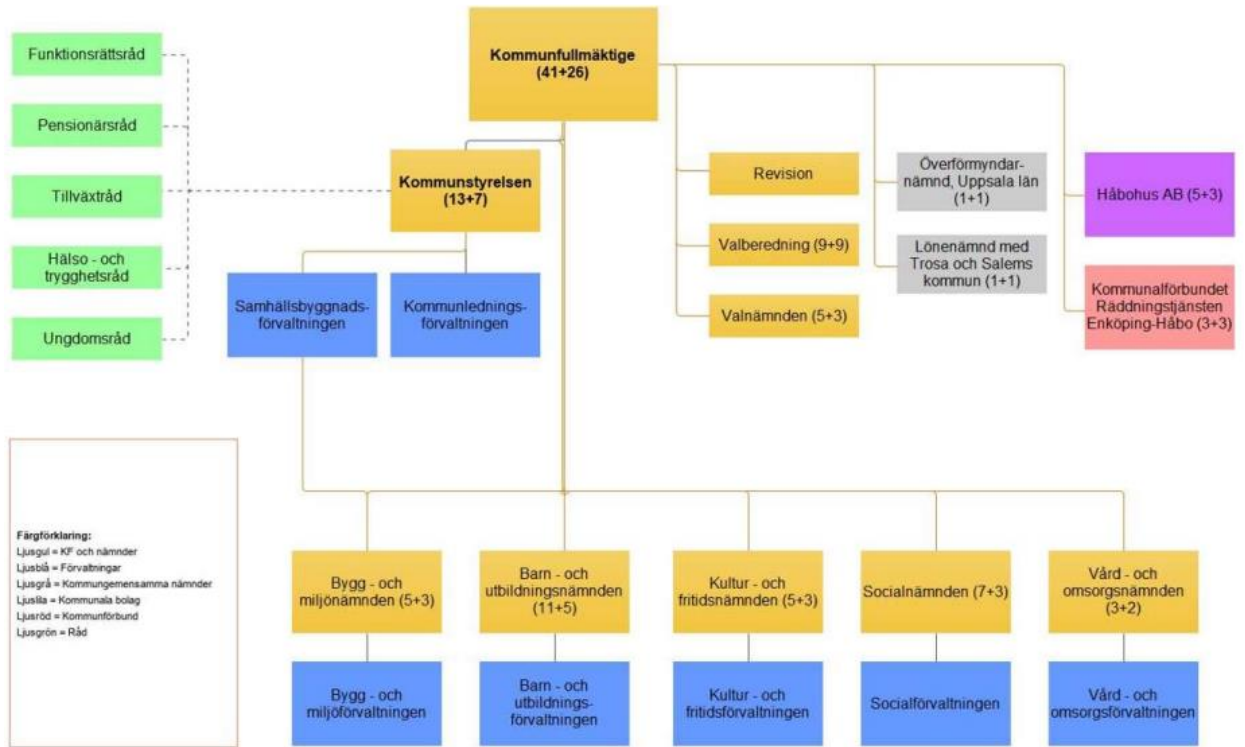 Kommunfullmäktige
(41+26)
Funktionsrättsråd
Pensionärsråd
Tillväxtråd
Hälso - och
trygghetsråd
Ungdomsråd
Kommunstyrelsen
(13+7)
Samhällsbyggnads-
förvaltningen
Kommunlednings-
förvaltningen
Revision
Valberedning (9+9)
Valnämnden (5+3)
Överförmyndar-
nämnd, Uppsala län
(1+1)
Lönenämnd med
Trosa och Salems
kommun (1+1)
Håbohus AB (5+3)
Kommunalförbundet
Räddningstjänsten
Enköping-Håbo (3+3)
Färgförklaring:
Ljusgul = KF och nämnder
Ljusblå = Förvaltningar
Ljusgrå = Kommungemensamma nämnder
Ljuslila = Kommunala bolag
Ljusröd = Kommunförbund
Ljusgrön = Råd
Bygg - och
miljönämnden (5+3)
Barn - och
utbildningsnämnden
(11+5)
Kultur - och
fritidsnämnden (5+3)
Socialnämnden (7+3)
Vård - och
omsorgsnämnden
(3+2)
Bygg - och
miljöförvaltningen
Barn - och
utbildnings-
förvaltningen
Kultur - och
fritidsförvaltningen
Socialförvaltningen
Vård - och
omsorgsförvaltningen